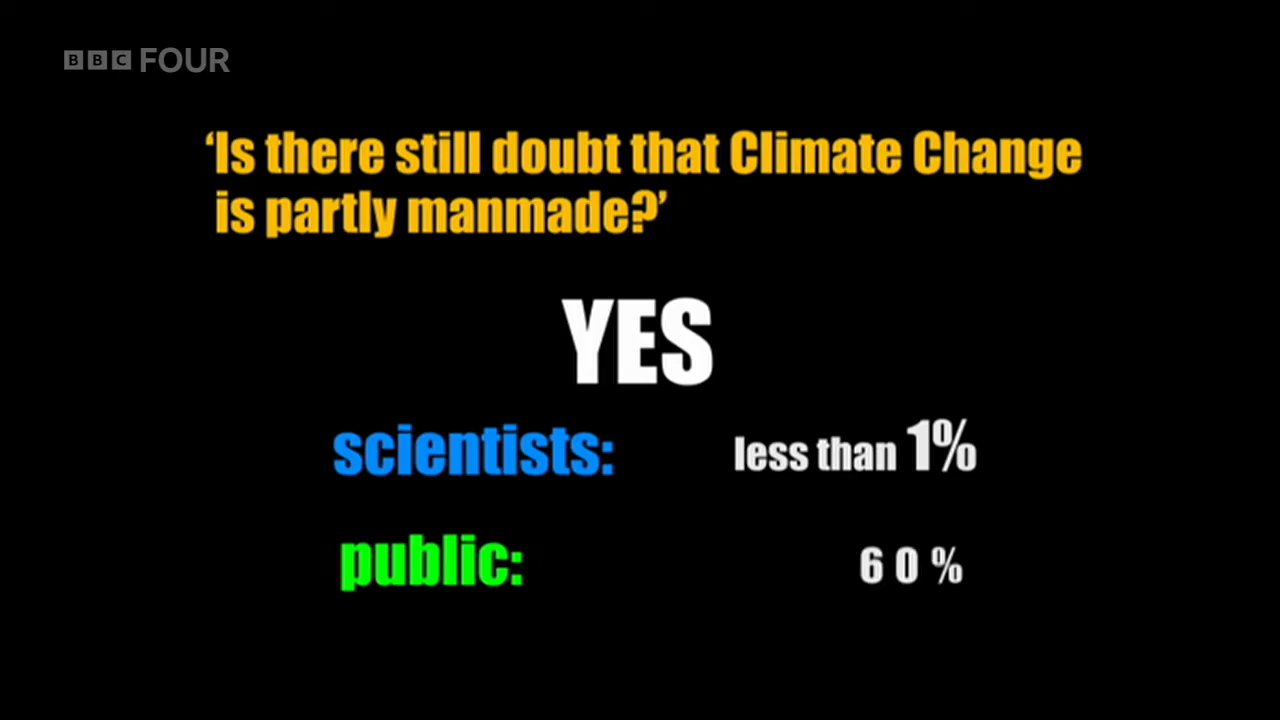 BBC FOUR
‘Is there still doubt that Climate Change
is partly manmade?’
YES
scientists: less than 1%
public: 60%